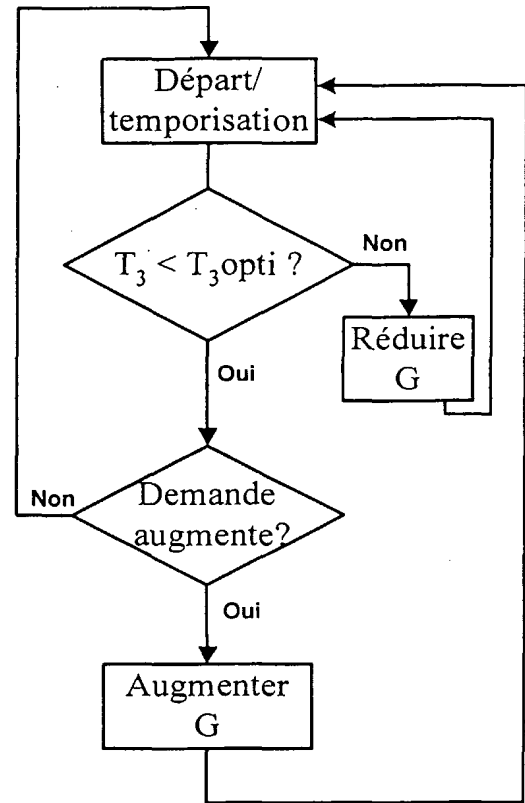 Départ/
temporisation
T₃ < T₃opti ?
Non
Réduire
G
Oui
Non
Demande
augmente?
Oui
Augmenter
G